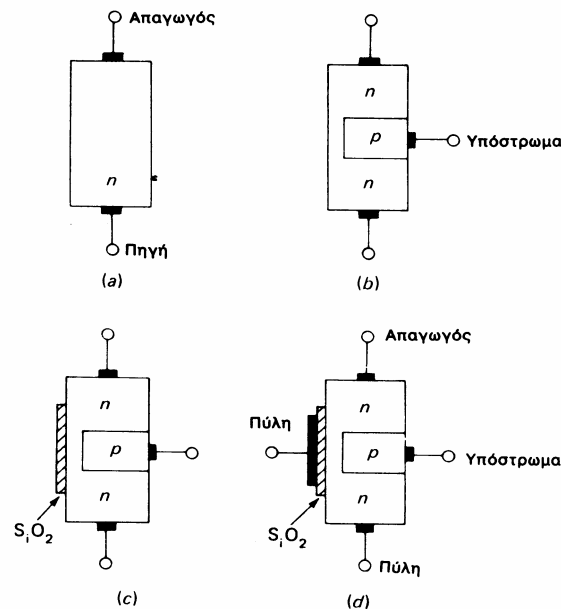 Απαγωγός
n
Πηγή
(a)
n
p
Υπόστρωμα
n
(b)
n
p
n
SiO2
(c)
Απαγωγός
Πύλη
n
p
Υπόστρωμα
n
SiO2
Πύλη
(d)